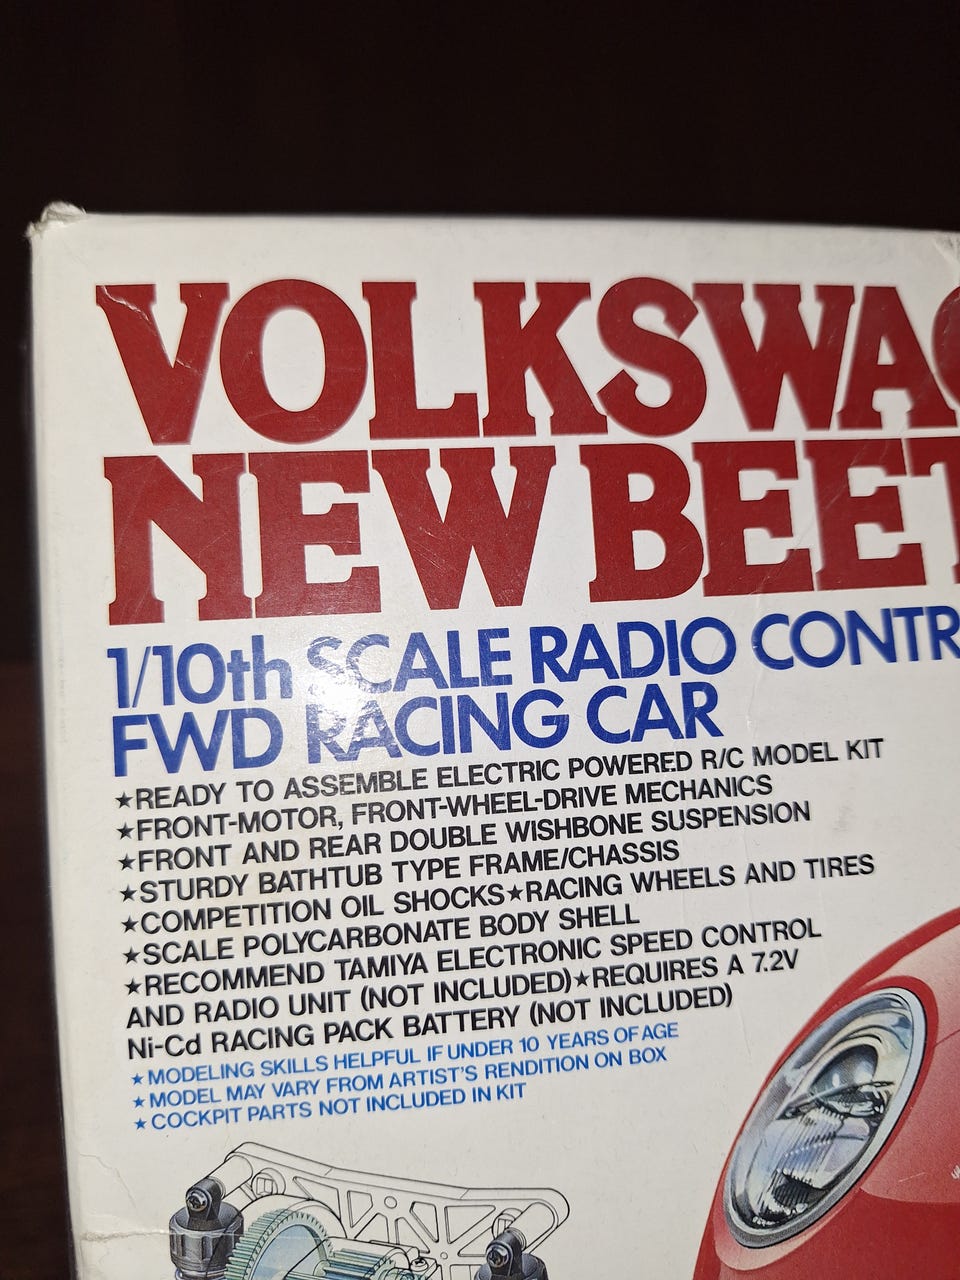 VOLKSWAG
NEW BEET
1/10th SCALE RADIO CONTR
FWD RACING CAR
★READY TO ASSEMBLE ELECTRIC POWERED R/C MODEL KIT
★FRONT-MOTOR, FRONT-WHEEL-DRIVE MECHANICS
★FRONT AND REAR DOUBLE WISHBONE SUSPENSION
★STURDY BATHTUB TYPE FRAME/CHASSIS
★COMPETITION OIL SHOCKS★RACING WHEELS AND TIRES
★SCALE POLYCARBONATE BODY SHELL
★RECOMMEND TAMIYA ELECTRONIC SPEED CONTROL
AND RADIO UNIT (NOT INCLUDED)★REQUIRES A 7.2V
Ni-Cd RACING PACK BATTERY (NOT INCLUDED)
★MODELING SKILLS HELPFUL IF UNDER 10 YEARS OF AGE
★MODEL MAY VARY FROM ARTIST'S RENDITION ON BOX
★COCKPIT PARTS NOT INCLUDED IN KIT